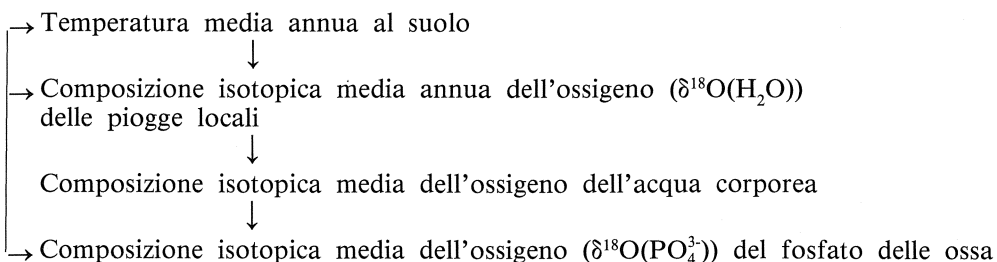 Temperatura media annua al suolo
Composizione isotopica media annua dell'ossigeno (δ¹⁸O(H₂O))
delle piogge locali
Composizione isotopica media dell'ossigeno dell'acqua corporea
Composizione isotopica media dell'ossigeno (δ¹⁸O(PO₄³⁻)) del fosfato delle ossa